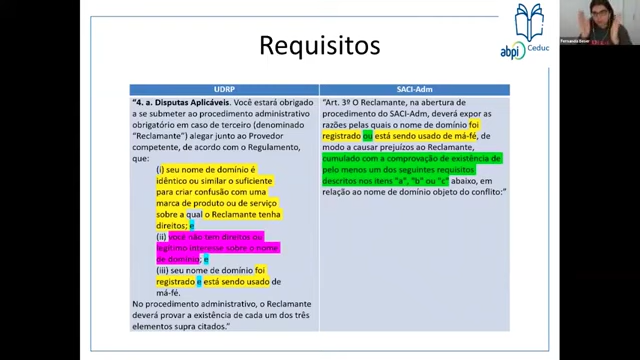 Requisitos
abpi
Ceduc
UDRP
"4. a. Disputas Aplicáveis. Você estará obrigado
a se submeter ao procedimento administrativo
obrigatório em caso de terceiro (denominado
"Reclamante") alegar junto ao Provedor
competente, de acordo com o Regulamento,
que:
(i) seu nome de domínio é
idêntico ou similar o suficiente
para criar confusão com uma
marca de produto ou de serviço
sobre a qual o Reclamante tenha
direitos; e
(ii) você não tem direitos ou
legítimo interesse sobre o nome
de domínio; e
(iii) seu nome de domínio foi
registrado e está sendo usado de
má-fé.
No procedimento administrativo, o Reclamante
deverá provar a existência de cada um dos três
elementos supra citados."
SACI-Adm
"Art. 3º O Reclamante, na abertura de
procedimento do SACI-Adm, deverá expor as
razões pelas quais o nome de domínio foi
registrado ou está sendo usado de má-fé, de
modo a causar prejuízos ao Reclamante,
cumulado com a comprovação de existência de
pelo menos um dos seguintes requisitos
descritos nos itens "a", "b" ou "c" abaixo, em
relação ao nome de domínio objeto do conflito:"